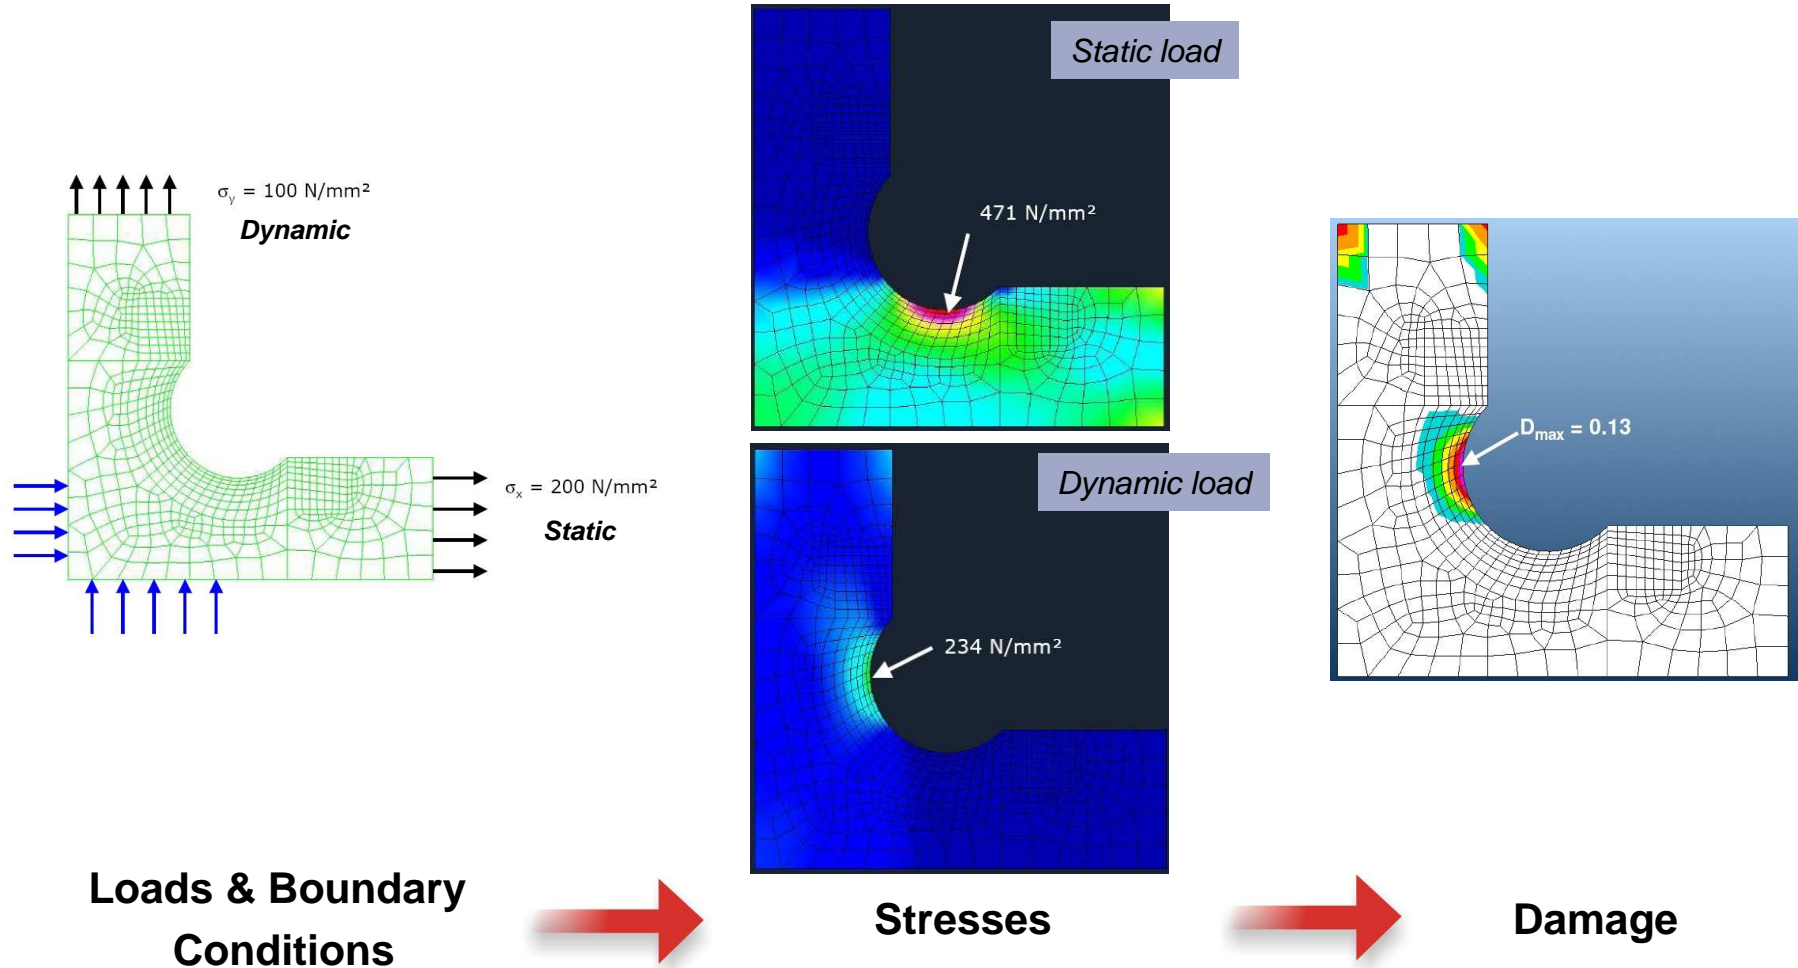 σy = 100 N/mm²
Dynamic
σx = 200 N/mm²
Static
Static load
471 N/mm²
Dynamic load
234 N/mm²
Dmax = 0.13
Loads & Boundary
Conditions
Stresses
Damage